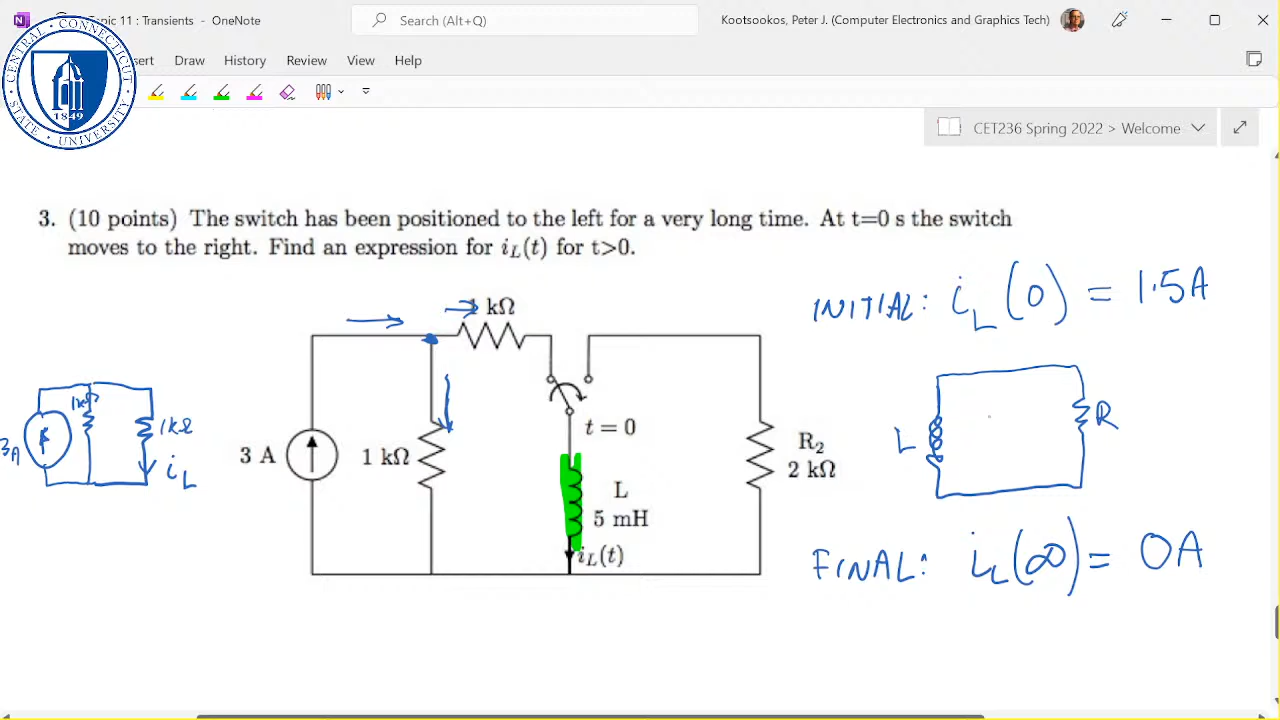 Topic 11 : Transients - OneNote
Search (Alt+Q)
Kootsookos, Peter J. (Computer Electronics and Graphics Tech)
CENTRAL CONNECTICUT STATE UNIVERSITY
1849
Draw
History
Review
View
Help
CET236 Spring 2022 > Welcome
3. (10 points) The switch has been positioned to the left for a very long time. At t=0 s the switch
moves to the right. Find an expression for iL(t) for t>0.
INITIAL: iL(0) = 1.5A
1 kΩ
3A
1kΩ
1kΩ
iL
3 A
1 kΩ
t = 0
L
5 mH
iL(t)
R2
2 kΩ
L
R
FINAL: iL(∞) = 0A